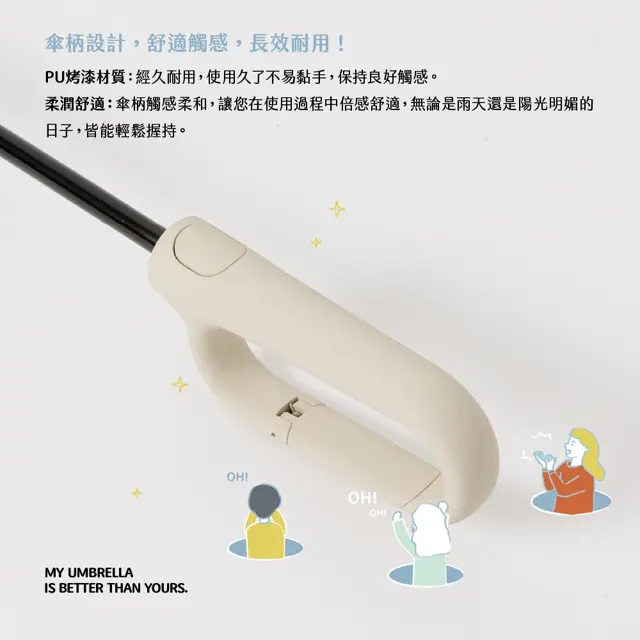 傘柄設計，舒適觸感，長效耐用！
PU烤漆材質：經久耐用，使用久了不易黏手，保持良好觸感。
柔潤舒適：傘柄觸感柔和，讓您在使用過程中倍感舒適，無論是雨天還是陽光明媚的
日子，皆能輕鬆握持。
OH!
OH!
OH!
MY UMBRELLA
IS BETTER THAN YOURS.